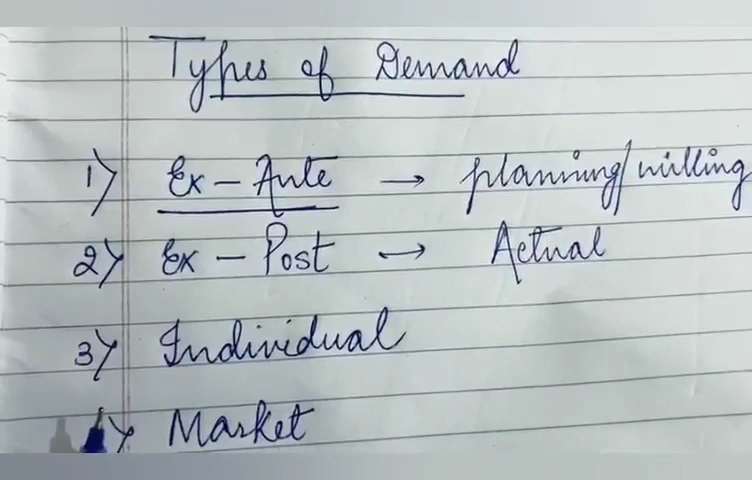 Types of Demand
1) Ex - Ante → planning/willing
2) Ex - Post → Actual
3) Individual
) Market